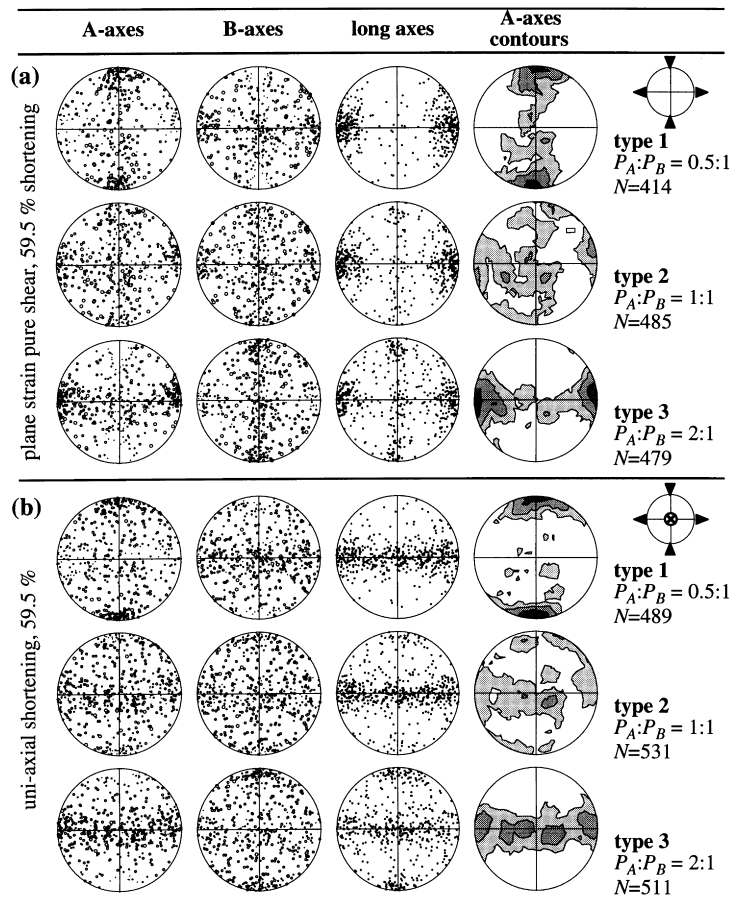 A-axes B-axes long axes A-axes contours
(a)
plane strain pure shear, 59.5 % shortening
type 1
P_A:P_B = 0.5:1
N=414
type 2
P_A:P_B = 1:1
N=485
type 3
P_A:P_B = 2:1
N=479
(b)
uni-axial shortening, 59.5 %
type 1
P_A:P_B = 0.5:1
N=489
type 2
P_A:P_B = 1:1
N=531
type 3
P_A:P_B = 2:1
N=511